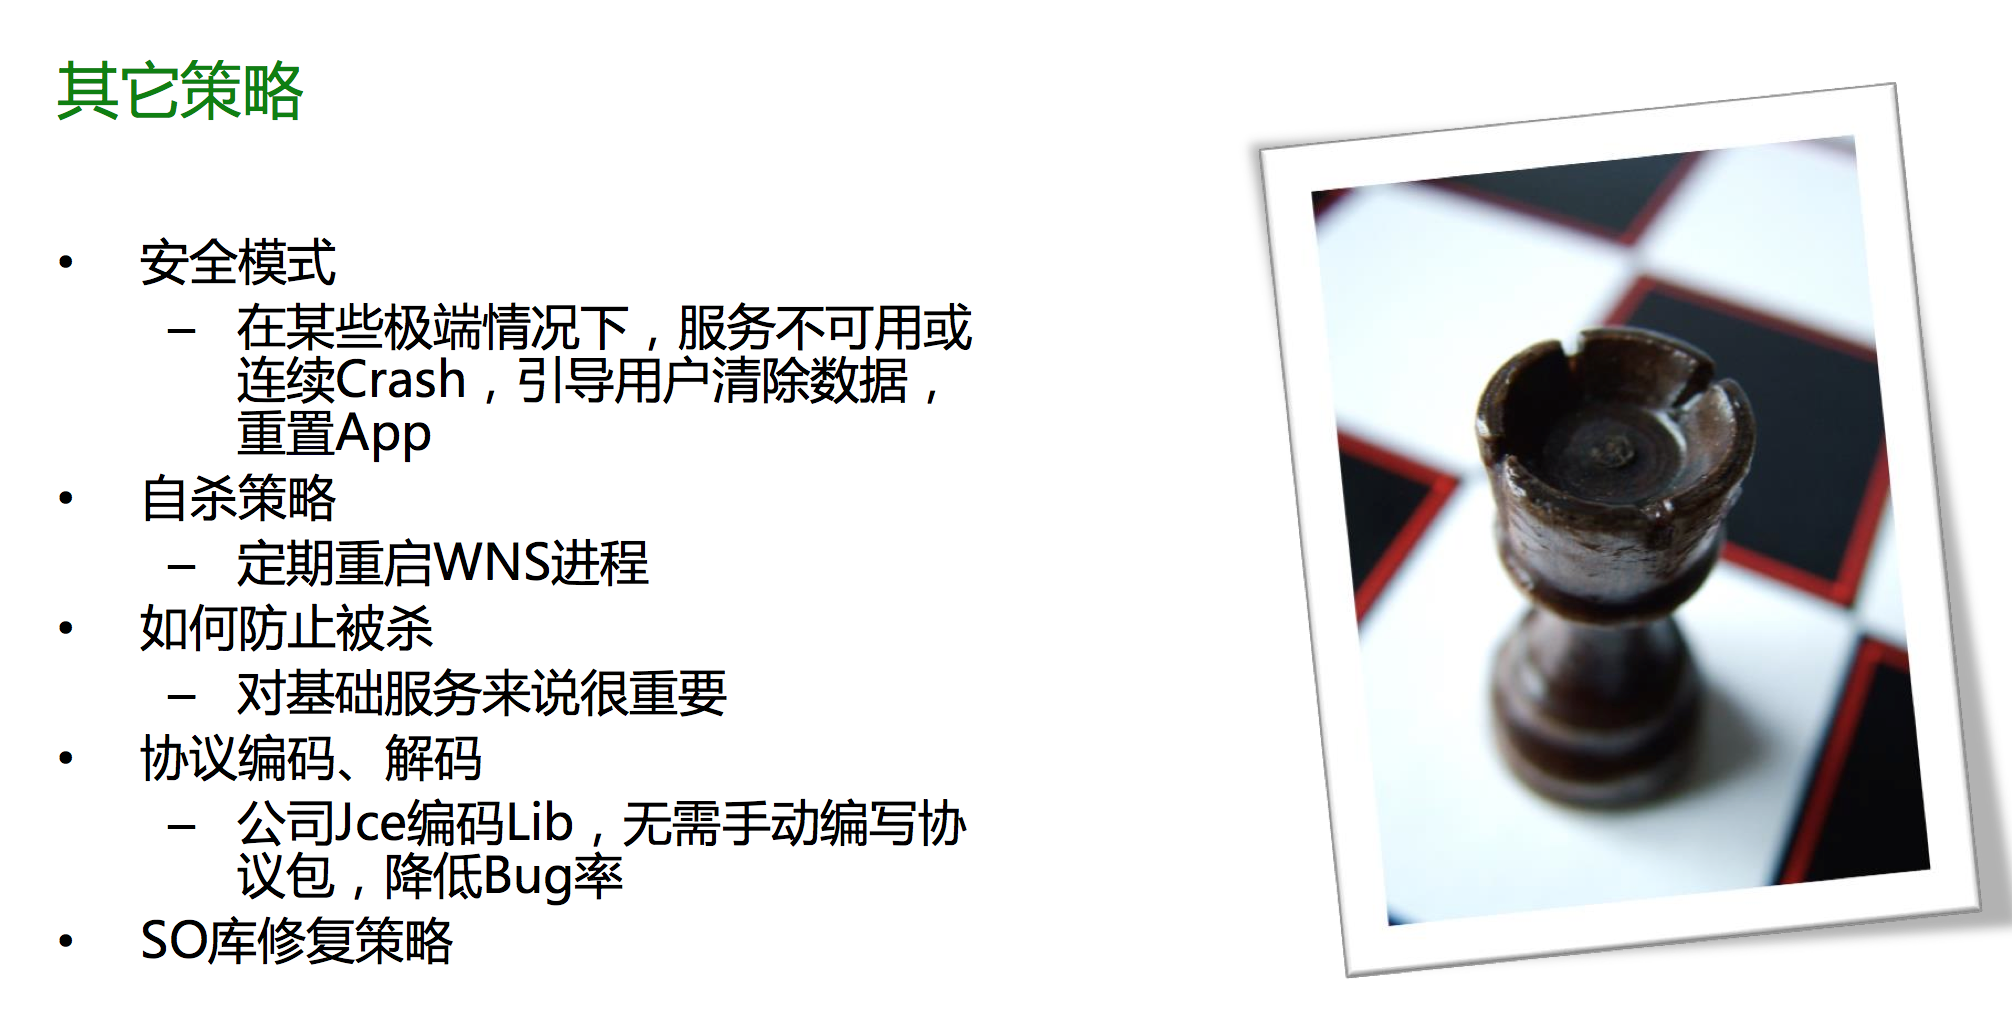 其它策略
• 安全模式
– 在某些极端情况下，服务不可用或
连续Crash，引导用户清除数据，
重置App
• 自杀策略
– 定期重启WNS进程
• 如何防止被杀
– 对基础服务来说很重要
• 协议编码、解码
– 公司Jce编码Lib，无需手动编写协
议包，降低Bug率
• SO库修复策略